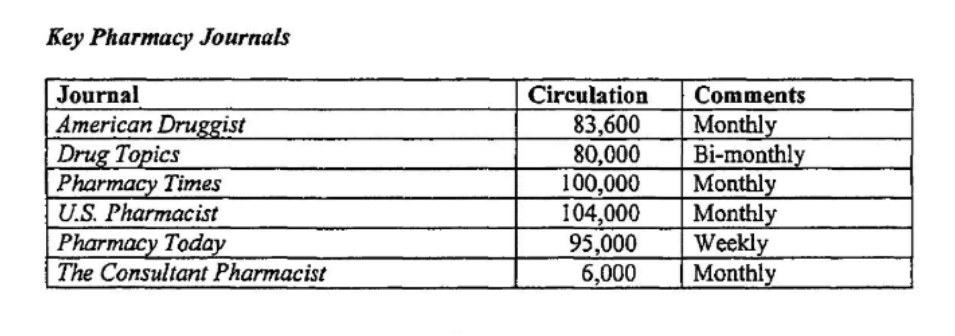 Key Pharmacy Journals
Journal Circulation Comments
American Druggist 83,600 Monthly
Drug Topics 80,000 Bi-monthly
Pharmacy Times 100,000 Monthly
U.S. Pharmacist 104,000 Monthly
Pharmacy Today 95,000 Weekly
The Consultant Pharmacist 6,000 Monthly